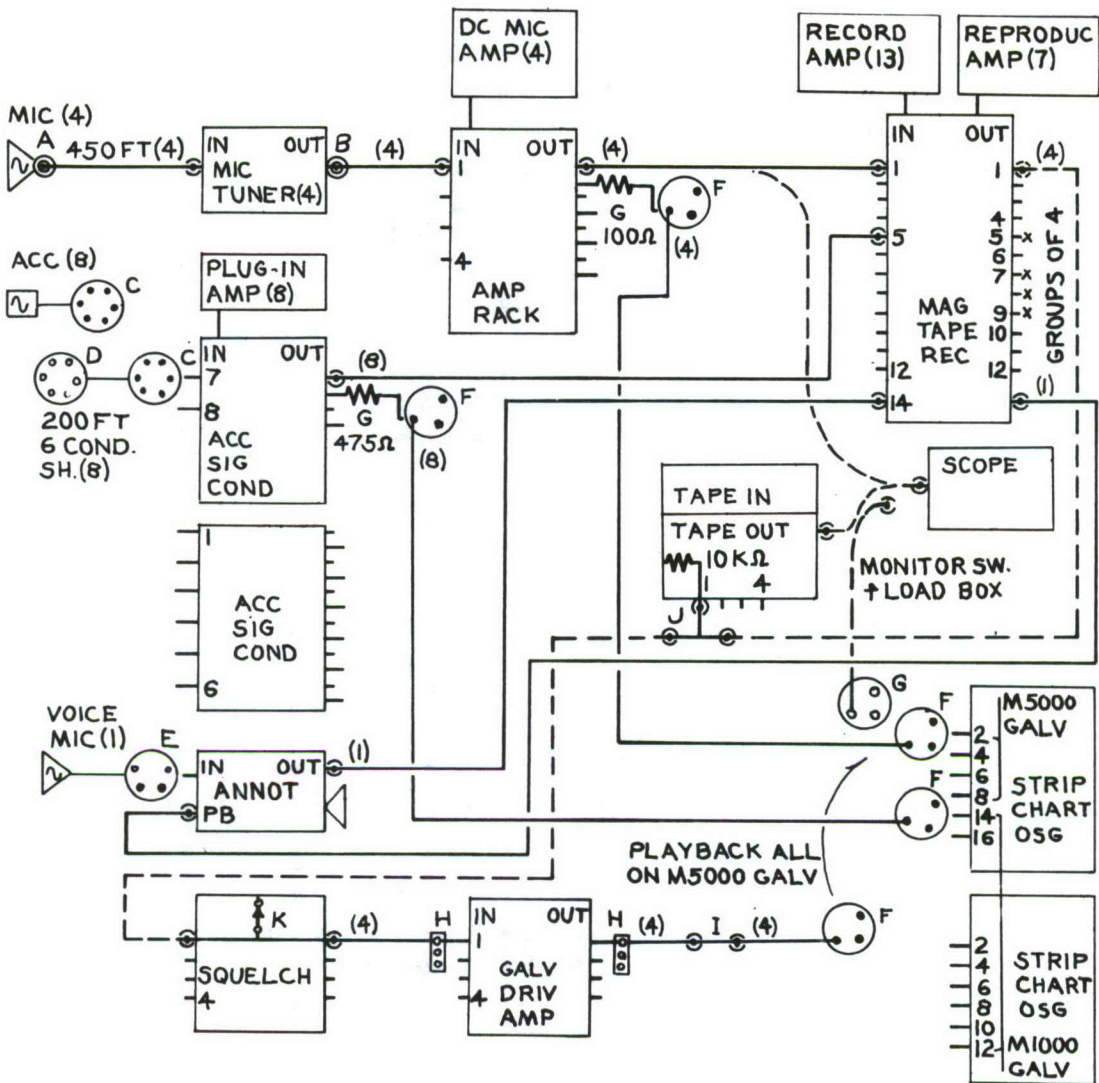 DC MIC
AMP(4)
RECORD
AMP(13)
REPRODUC
AMP(7)
MIC (4)
A
450FT(4)
IN OUT
MIC
TUNER(4)
B
(4)
IN OUT
1
4
AMP
RACK
(4)
G
100Ω
F
(4)
IN OUT
1
5
12
14
MAG
TAPE
REC
1
4
5 x
6
7 x
x
9 x
10
12
(4)
GROUPS OF 4
(1)
ACC (8)
C
D
C
200FT
6 COND.
SH.(8)
PLUG-IN
AMP(8)
IN OUT
7
8
ACC
SIG
COND
(8)
G
475Ω
F
(8)
1
ACC
SIG
COND
6
TAPE IN
TAPE OUT
10KΩ
1 4
J
SCOPE
MONITOR SW.
+ LOAD BOX
VOICE
MIC(1)
E
IN OUT
ANNOT
PB
(1)
G
F
F
2
4
6
8
14
16
M5000
GALV
STRIP
CHART
OSG
PLAYBACK ALL
ON M5000 GALV
K
SQUELCH
4
(4)
H
IN OUT
1
4
GALV
DRIV
AMP
H
(4)
I
(4)
F
2
4
6
8
10
12
STRIP
CHART
OSG
M1000
GALV